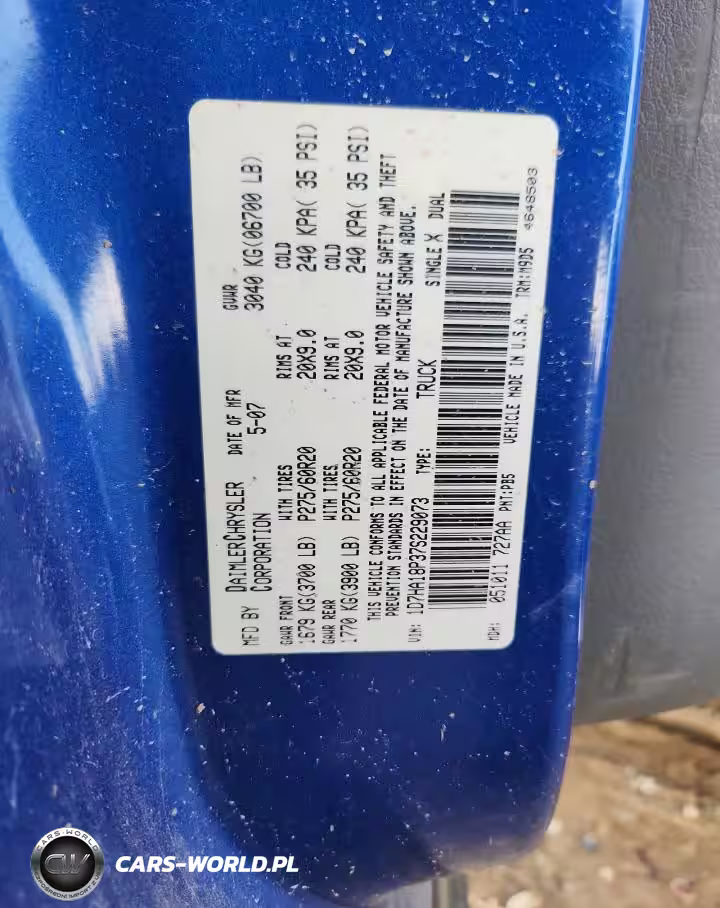 MFD BY DAIMLERCHRYSLER CORPORATION
DATE OF MFR 5-07
GVWR 3040 KG(06700 LB)
GAWR FRONT WITH TIRES RIMS AT COLD
1679 KG(3700 LB) P275/60R20 20X9.0 240 KPA( 35 PSI)
GAWR REAR WITH TIRES RIMS AT COLD
1770 KG(3900 LB) P275/60R20 20X9.0 240 KPA( 35 PSI)
THIS VEHICLE CONFORMS TO ALL APPLICABLE FEDERAL MOTOR VEHICLE SAFETY AND THEFT
PREVENTION STANDARDS IN EFFECT ON THE DATE OF MANUFACTURE SHOWN ABOVE.
VIN: 1D7HA18P37S229073 TYPE: TRUCK SINGLE X DUAL
MDH: 051011 727AA PNT:PB5 VEHICLE MADE IN U.S.A. TRM:M9D5 4648503
CARS-WORLD
CW
CARS-WORLD.PL